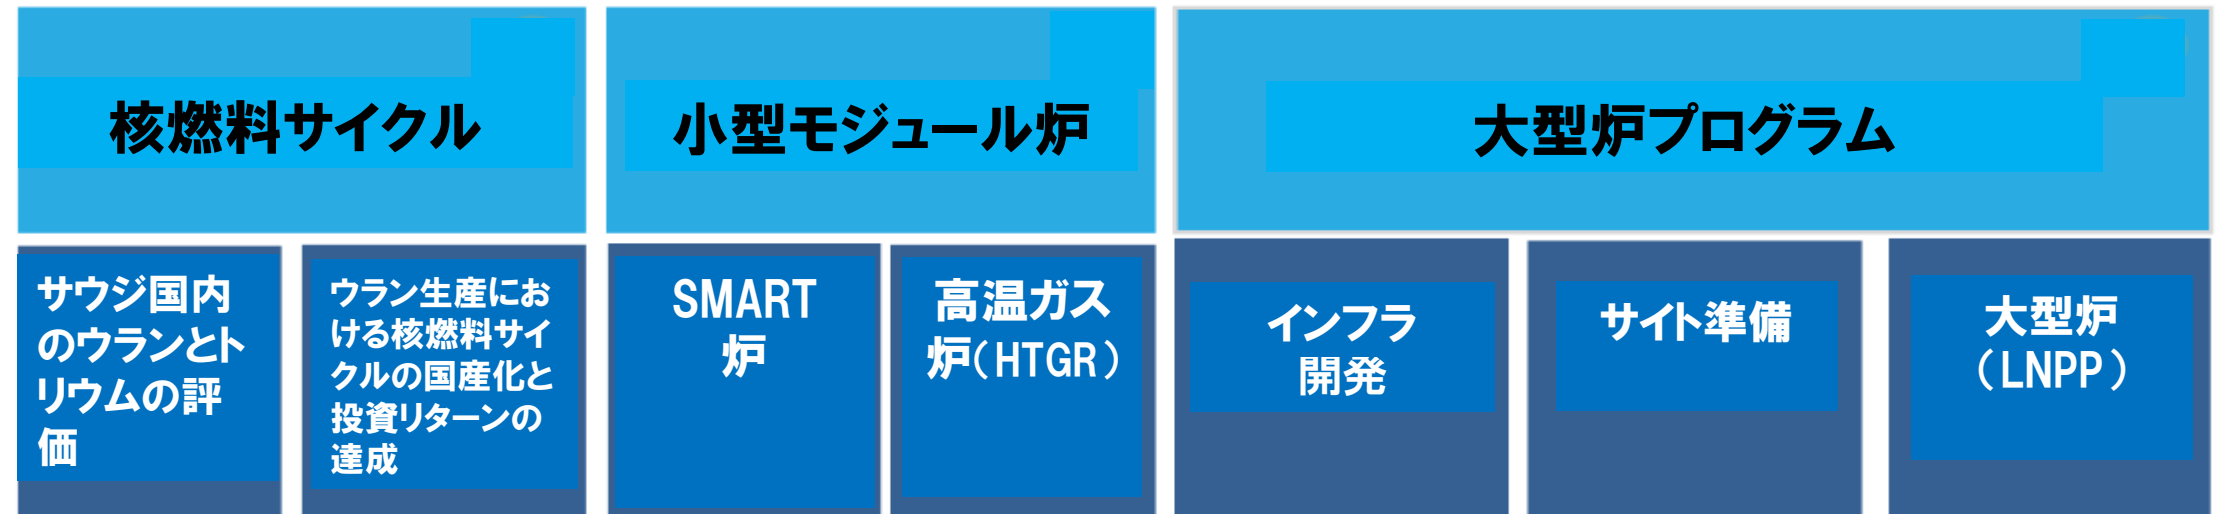 核燃料サイクル
小型モジュール炉
大型炉プログラム
サウジ国内
のウランとト
リウムの評
価
ウラン生産にお
ける核燃料サイ
クルの国産化と
投資リターンの
達成
SMART
炉
高温ガス
炉（HTGR）
インフラ
開発
サイト準備
大型炉
（LNPP）